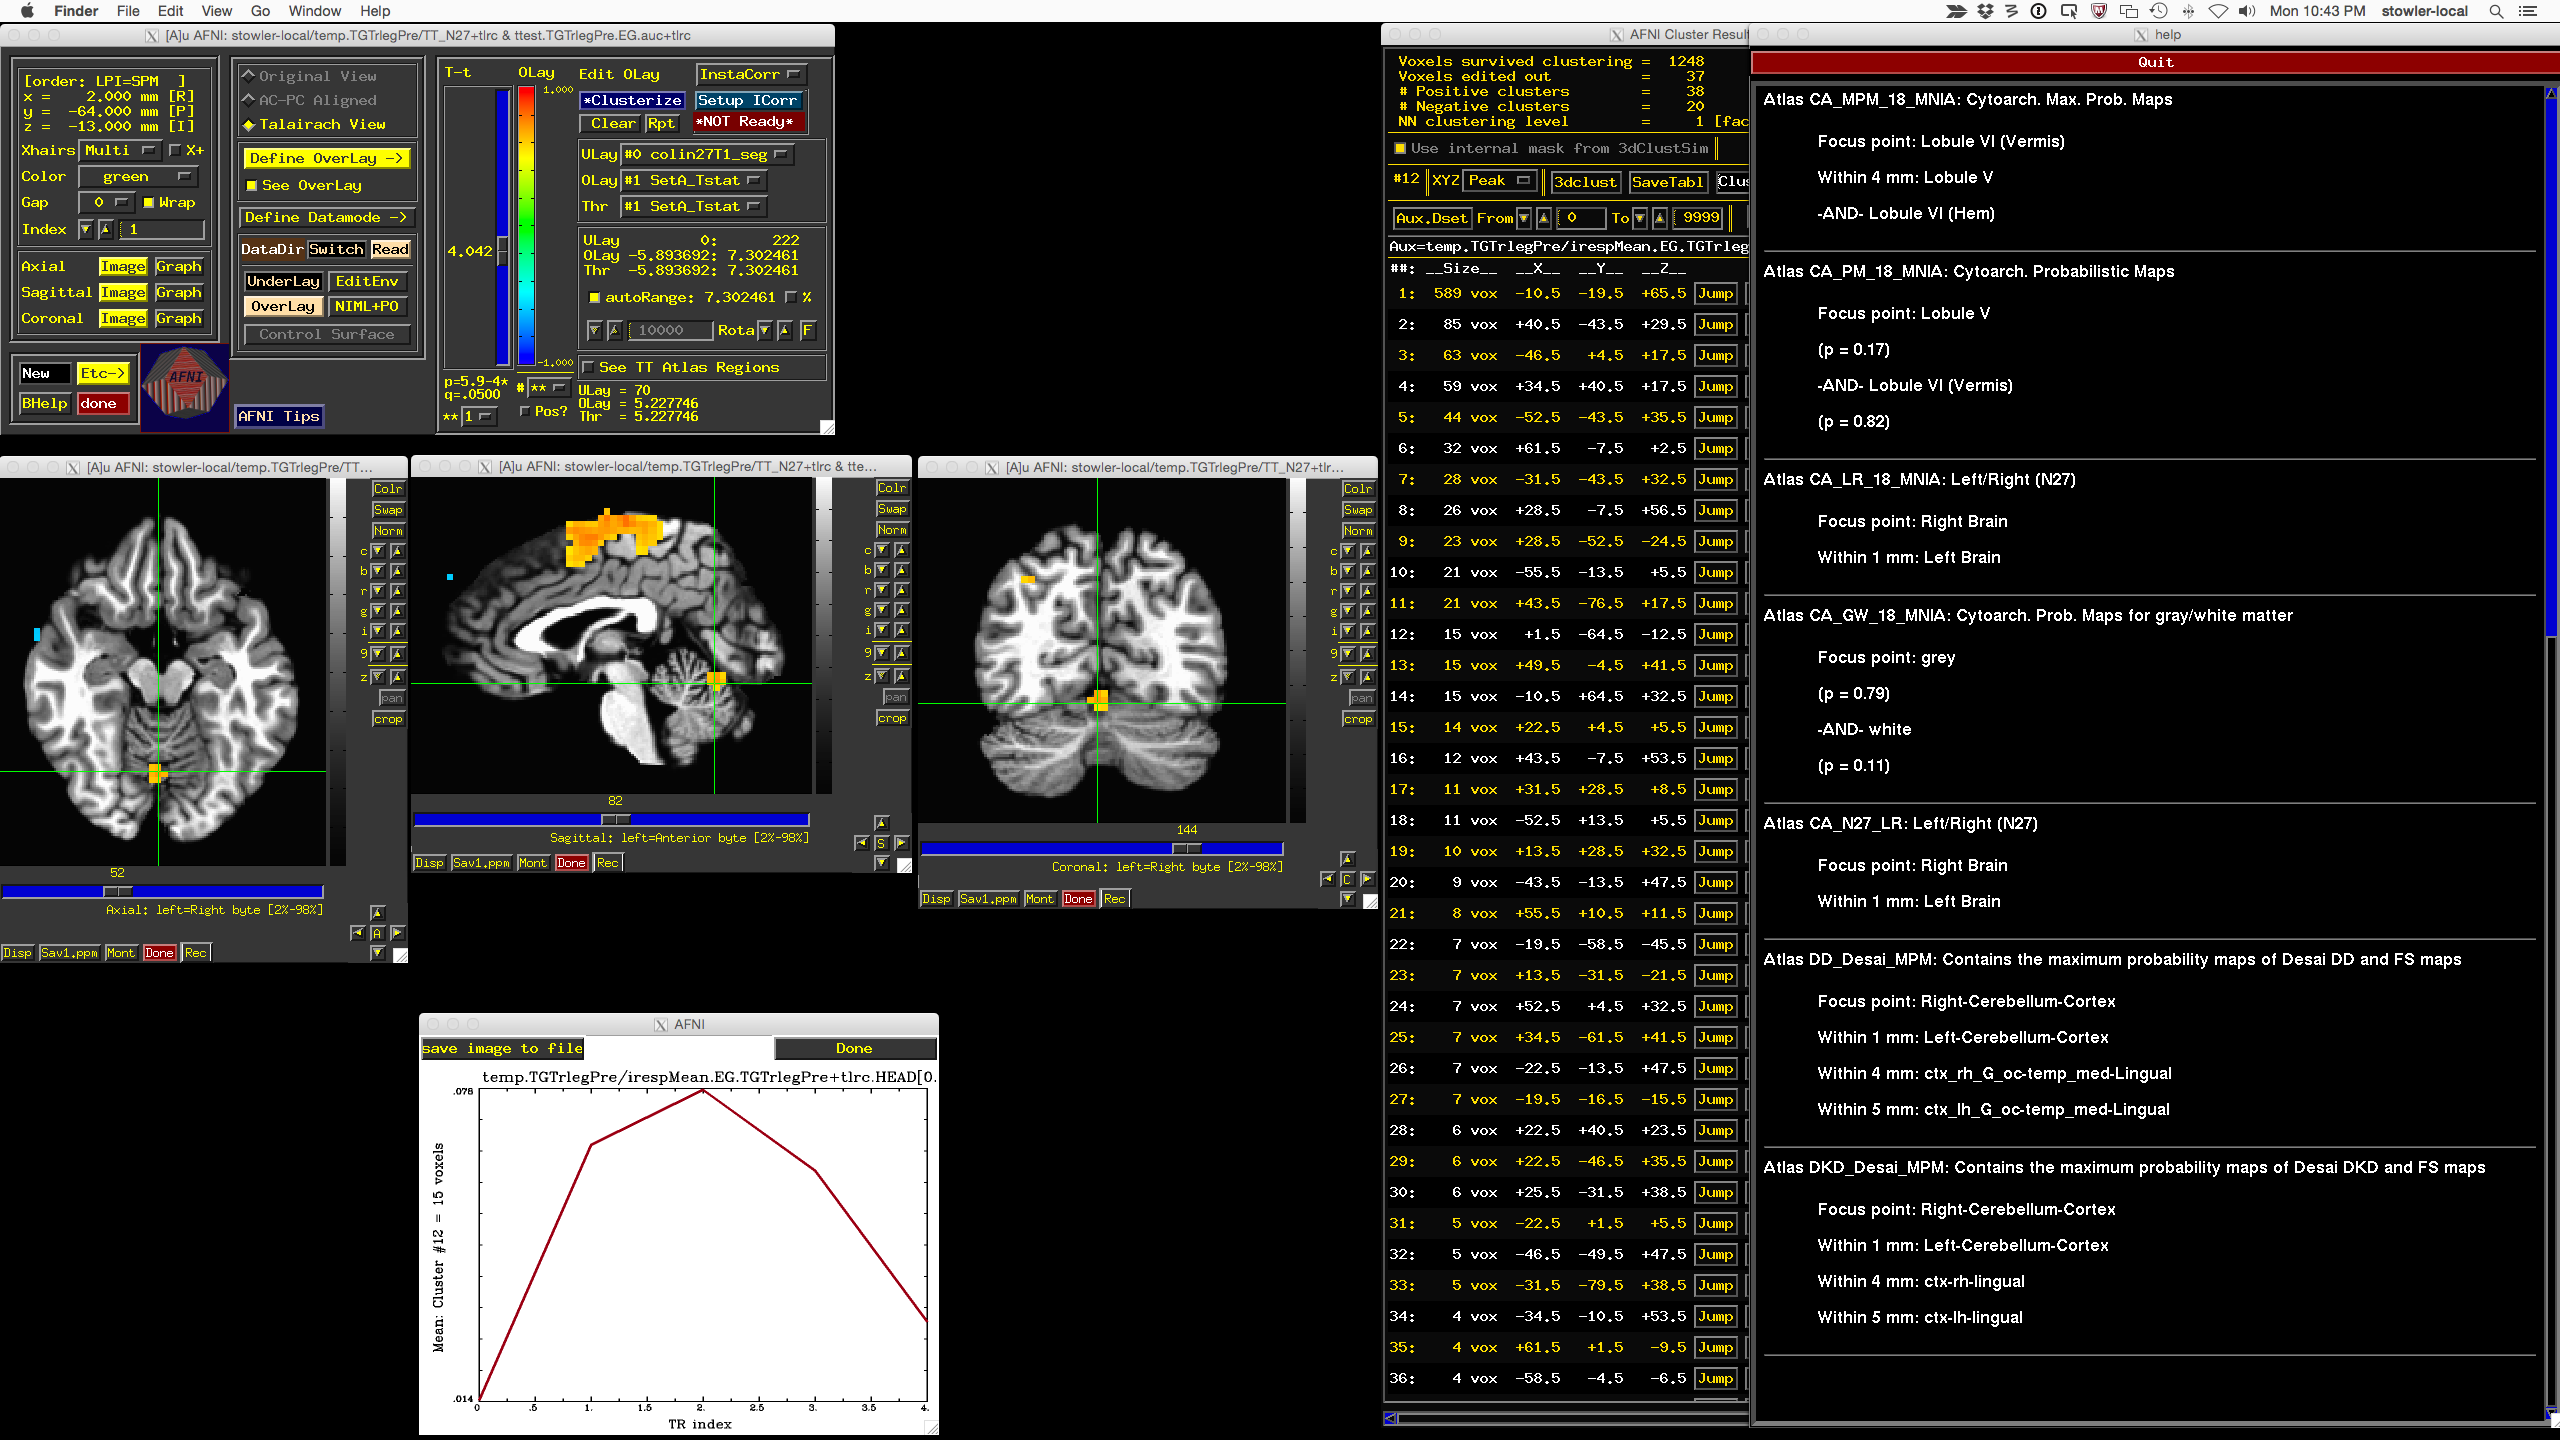 Finder File Edit View Go Window Help
Mon 10:43 PM stowler-local
[A]u AFNI: stowler-local/temp.TGTrlegPre/TT_N27+tlrc & ttest.TGTrlegPre.EG.auc+tlrc
[order: LPI=SPM ]
x = 2.000 mm [R]
y = -64.000 mm [P]
z = -13.000 mm [I]
Xhairs Multi X+
Color green
Gap 0 Wrap
Index 1
Axial Image Graph
Sagittal Image Graph
Coronal Image Graph
New Etc->
BHelp done
AFNI
Original View
AC-PC Aligned
Talairach View
Define OverLay ->
See OverLay
Define Datamode ->
DataDir Switch Read
UnderLay EditEnv
OverLay NIML+PO
Control Surface
AFNI Tips
T-t
4.042
p=5.9-4*
q=.0500
** 1
OLay
1.000
-1.000
# **
Pos?
Edit OLay InstaCorr
*Clusterize Setup ICorr
Clear Rpt *NOT Ready*
ULay #0 colin27T1_seg
OLay #1 SetA_Tstat
Thr #1 SetA_Tstat
ULay 0: 222
OLay -5.893692: 7.302461
Thr -5.893692: 7.302461
autoRange: 7.302461 %
10000 Rota F
See TT Atlas Regions
ULay = 70
OLay = 5.227746
Thr = 5.227746
[A]u AFNI: stowler-local/temp.TGTrlegPre/TT...
Colr
Swap
Norm
c
b
r
g
i
9
z
pan
crop
52
Axial: left=Right byte [2%-98%]
A
Disp Sav1.ppm Mont Done Rec
[A]u AFNI: stowler-local/temp.TGTrlegPre/TT_N27+tlrc & tte...
Colr
Swap
Norm
c
b
r
g
i
9
z
pan
crop
82
Sagittal: left=Anterior byte [2%-98%]
S
Disp Sav1.ppm Mont Done Rec
[A]u AFNI: stowler-local/temp.TGTrlegPre/TT_N27+tlr...
Colr
Swap
Norm
c
b
r
g
i
9
z
pan
crop
144
Coronal: left=Right byte [2%-98%]
C
Disp Sav1.ppm Mont Done Rec
AFNI
save image to file Done
temp.TGTrlegPre/irespMean.EG.TGTrlegPre+tlrc.HEAD[0.
.078
Mean: Cluster #12 = 15 voxels
.014
0 .5 1. 1.5 2. 2.5 3. 3.5 4.
TR index
AFNI Cluster Result
Voxels survived clustering = 1248
Voxels edited out = 37
# Positive clusters = 38
# Negative clusters = 20
NN clustering level = 1 [fac
Use internal mask from 3dClustSim
#12 XYZ Peak 3dclust SaveTabl Clus
Aux.Dset From 0 To 9999
Aux=temp.TGTrlegPre/irespMean.EG.TGTrleg
##: __Size__ __X__ __Y__ __Z__
1: 589 vox -10.5 -19.5 +65.5 Jump
2: 85 vox +40.5 -43.5 +29.5 Jump
3: 63 vox -46.5 +4.5 +17.5 Jump
4: 59 vox +34.5 +40.5 +17.5 Jump
5: 44 vox -52.5 -43.5 +35.5 Jump
6: 32 vox +61.5 -7.5 +2.5 Jump
7: 28 vox -31.5 -43.5 +32.5 Jump
8: 26 vox +28.5 -7.5 +56.5 Jump
9: 23 vox +28.5 -52.5 -24.5 Jump
10: 21 vox -55.5 -13.5 +5.5 Jump
11: 21 vox +43.5 -76.5 +17.5 Jump
12: 15 vox +1.5 -64.5 -12.5 Jump
13: 15 vox +49.5 -4.5 +41.5 Jump
14: 15 vox -10.5 +64.5 +32.5 Jump
15: 14 vox +22.5 +4.5 +5.5 Jump
16: 12 vox +43.5 -7.5 +53.5 Jump
17: 11 vox +31.5 +28.5 +8.5 Jump
18: 11 vox -52.5 +13.5 +5.5 Jump
19: 10 vox +13.5 +28.5 +32.5 Jump
20: 9 vox -43.5 -13.5 +47.5 Jump
21: 8 vox +55.5 +10.5 +11.5 Jump
22: 7 vox -19.5 -58.5 -45.5 Jump
23: 7 vox +13.5 -31.5 -21.5 Jump
24: 7 vox +52.5 +4.5 +32.5 Jump
25: 7 vox +34.5 -61.5 +41.5 Jump
26: 7 vox -22.5 -13.5 +47.5 Jump
27: 7 vox -19.5 -16.5 -15.5 Jump
28: 6 vox +22.5 +40.5 +23.5 Jump
29: 6 vox +22.5 -46.5 +35.5 Jump
30: 6 vox +25.5 -31.5 +38.5 Jump
31: 5 vox -22.5 +1.5 +5.5 Jump
32: 5 vox -46.5 -49.5 +47.5 Jump
33: 5 vox -31.5 -79.5 +38.5 Jump
34: 4 vox -34.5 -10.5 +53.5 Jump
35: 4 vox +61.5 +1.5 -9.5 Jump
36: 4 vox -58.5 -4.5 -6.5 Jump
help
Quit
Atlas CA_MPM_18_MNIA: Cytoarch. Max. Prob. Maps
Focus point: Lobule VI (Vermis)
Within 4 mm: Lobule V
-AND- Lobule VI (Hem)
Atlas CA_PM_18_MNIA: Cytoarch. Probabilistic Maps
Focus point: Lobule V
(p = 0.17)
-AND- Lobule VI (Vermis)
(p = 0.82)
Atlas CA_LR_18_MNIA: Left/Right (N27)
Focus point: Right Brain
Within 1 mm: Left Brain
Atlas CA_GW_18_MNIA: Cytoarch. Prob. Maps for gray/white matter
Focus point: grey
(p = 0.79)
-AND- white
(p = 0.11)
Atlas CA_N27_LR: Left/Right (N27)
Focus point: Right Brain
Within 1 mm: Left Brain
Atlas DD_Desai_MPM: Contains the maximum probability maps of Desai DD and FS maps
Focus point: Right-Cerebellum-Cortex
Within 1 mm: Left-Cerebellum-Cortex
Within 4 mm: ctx_rh_G_oc-temp_med-Lingual
Within 5 mm: ctx_lh_G_oc-temp_med-Lingual
Atlas DKD_Desai_MPM: Contains the maximum probability maps of Desai DKD and FS maps
Focus point: Right-Cerebellum-Cortex
Within 1 mm: Left-Cerebellum-Cortex
Within 4 mm: ctx-rh-lingual
Within 5 mm: ctx-lh-lingual